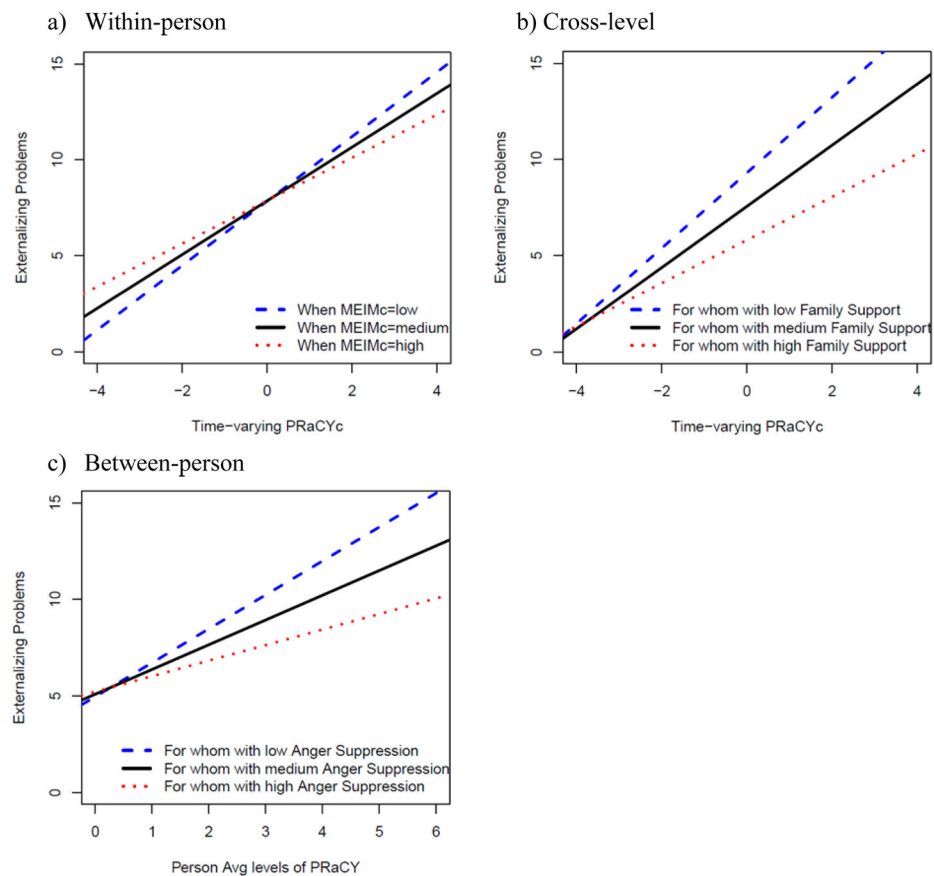 a) Within-person
15
10
5
0
Externalizing Problems
When MEIMc=low
When MEIMc=medium
When MEIMc=high
−4 −2 0 2 4
Time−varying PRaCYc
b) Cross-level
15
10
5
0
Externalizing Problems
For whom with low Family Support
For whom with medium Family Support
For whom with high Family Support
−4 −2 0 2 4
Time−varying PRaCYc
c) Between-person
15
10
5
0
Externalizing Problems
For whom with low Anger Suppression
For whom with medium Anger Suppression
For whom with high Anger Suppression
0 1 2 3 4 5 6
Person Avg levels of PRaCY